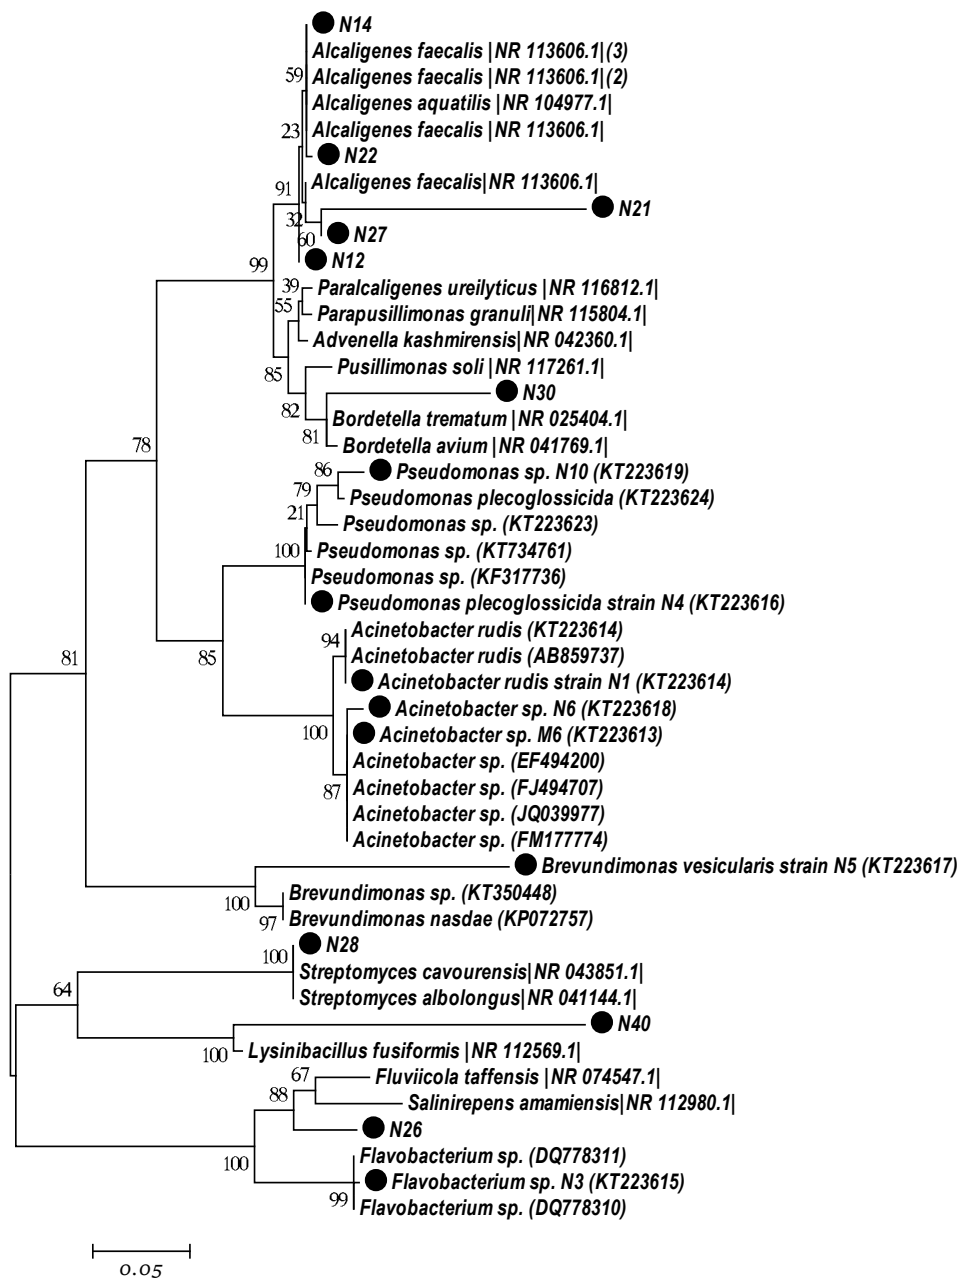 N14
Alcaligenes faecalis |NR 113606.1|(3)
59
Alcaligenes faecalis |NR 113606.1|(2)
Alcaligenes aquatilis |NR 104977.1|
23
Alcaligenes faecalis |NR 113606.1|
N22
91
Alcaligenes faecalis|NR 113606.1|
N21
32
N27
60
N12
99
39
Paralcaligenes ureilyticus |NR 116812.1|
55
Parapusillimonas granuli|NR 115804.1|
Advenella kashmirensis|NR 042360.1|
85
Pusillimonas soli |NR 117261.1|
N30
82
Bordetella trematum |NR 025404.1|
81
Bordetella avium |NR 041769.1|
78
86
Pseudomonas sp. N10 (KT223619)
79
Pseudomonas plecoglossicida (KT223624)
21
Pseudomonas sp. (KT223623)
100
Pseudomonas sp. (KT734761)
Pseudomonas sp. (KF317736)
Pseudomonas plecoglossicida strain N4 (KT223616)
Acinetobacter rudis (KT223614)
94
81
85
Acinetobacter rudis (AB859737)
Acinetobacter rudis strain N1 (KT223614)
Acinetobacter sp. N6 (KT223618)
100
Acinetobacter sp. M6 (KT223613)
Acinetobacter sp. (EF494200)
87
Acinetobacter sp. (FJ494707)
Acinetobacter sp. (JQ039977)
Acinetobacter sp. (FM177774)
Brevundimonas vesicularis strain N5 (KT223617)
100
Brevundimonas sp. (KT350448)
97
Brevundimonas nasdae (KP072757)
N28
100
Streptomyces cavourensis|NR 043851.1|
64
Streptomyces albolongus|NR 041144.1|
N40
100
Lysinibacillus fusiformis |NR 112569.1|
67
Fluviicola taffensis |NR 074547.1|
88
Salinirepens amamiensis|NR 112980.1|
N26
100
Flavobacterium sp. (DQ778311)
Flavobacterium sp. N3 (KT223615)
99
Flavobacterium sp. (DQ778310)
0.05